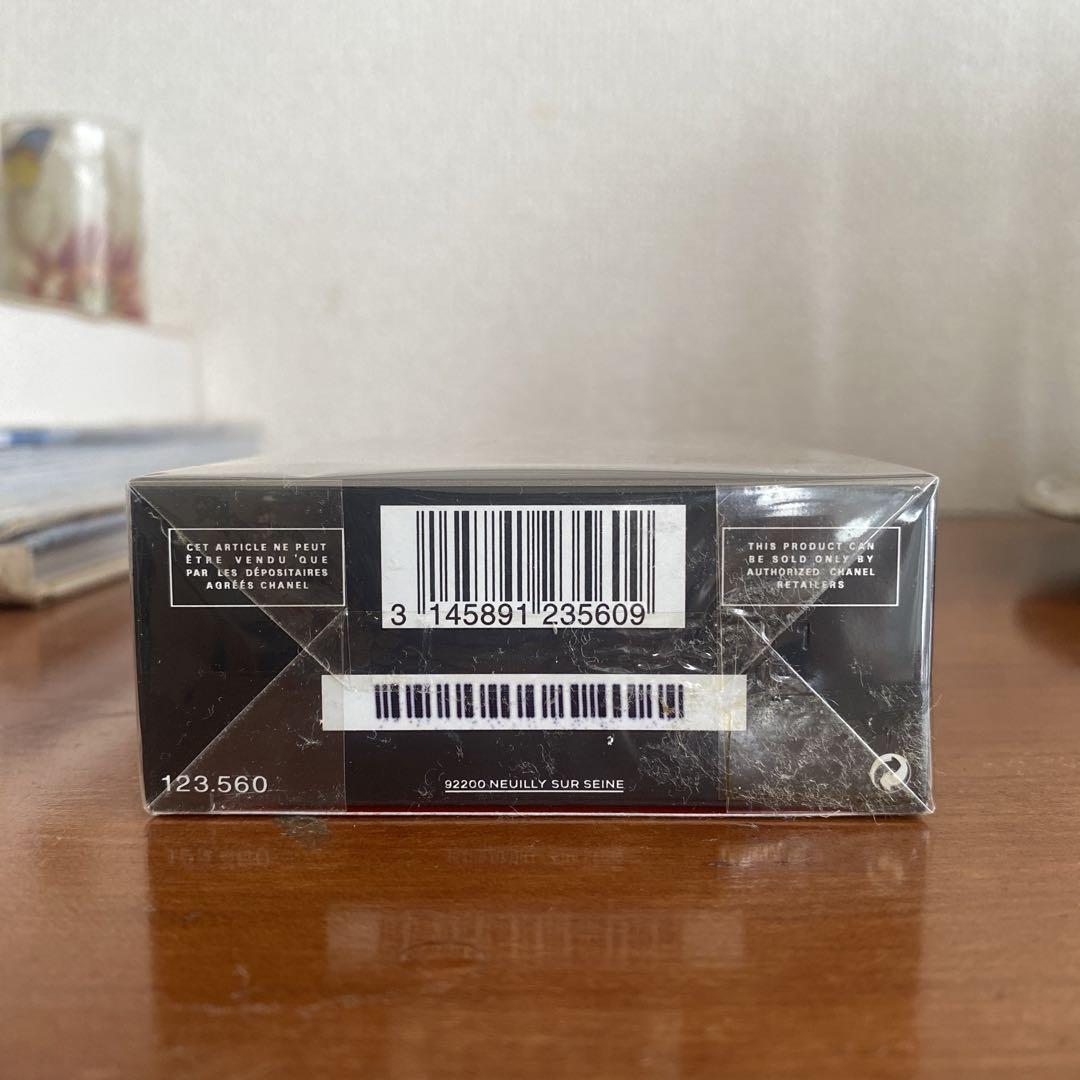 CET ARTICLE NE PEUT
ÊTRE VENDU QUE
PAR LES DÉPOSITAIRES
AGRÉÉS CHANEL
THIS PRODUCT CAN
BE SOLD ONLY BY
AUTHORIZED CHANEL
RETAILERS
3 145891 235609
123.560
92200 NEUILLY SUR SEINE